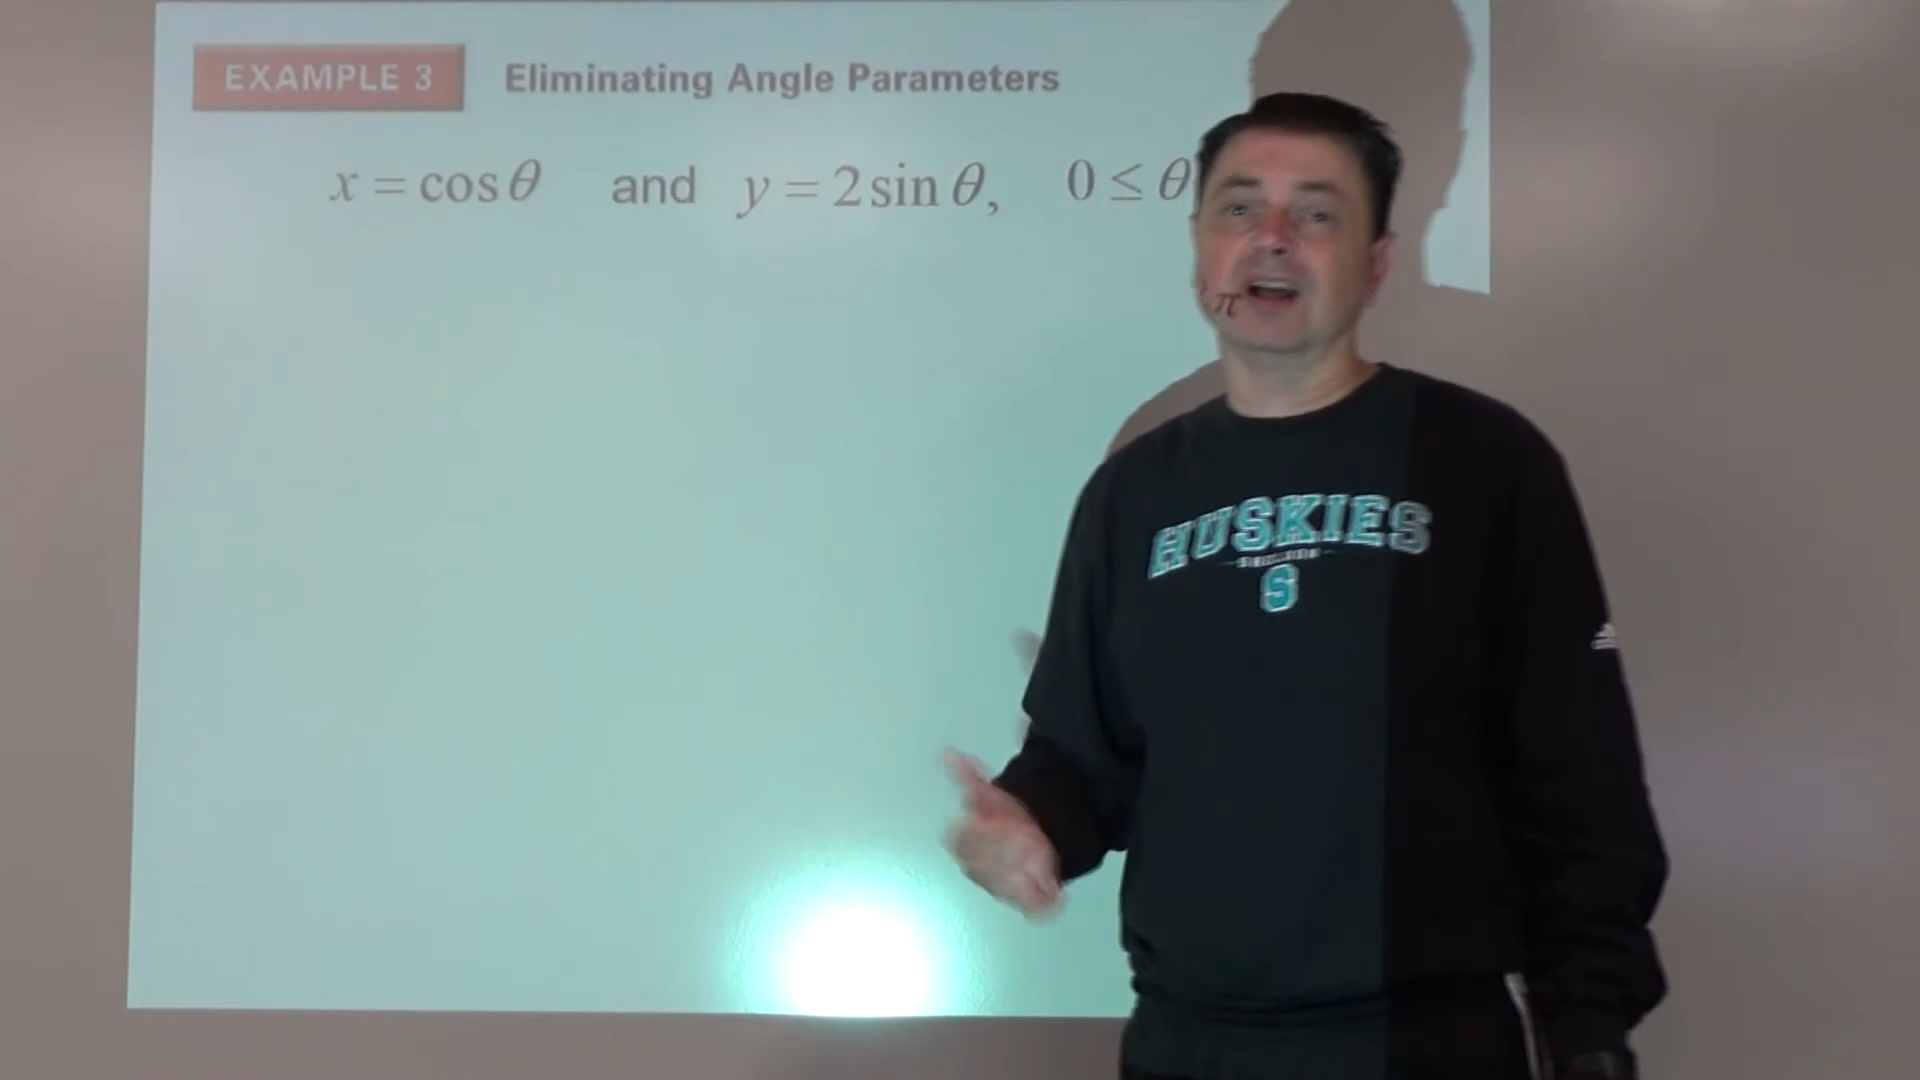 EXAMPLE 3 Eliminating Angle Parameters
x = cos θ and y = 2 sin θ, 0 ≤ θ
π
HUSKIES
S